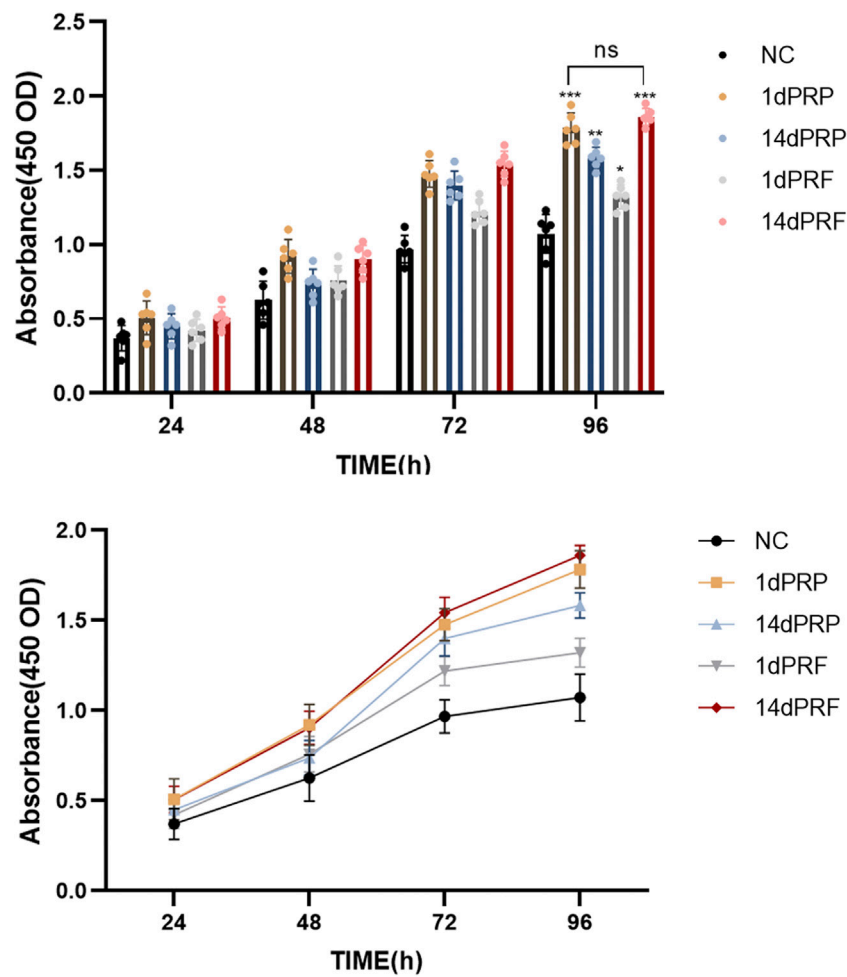 2.5
2.0
1.5
1.0
0.5
0.0
Absorbance(450 OD)
ns
***
**
*
***
24 48 72 96
TIME(h)
NC
1dPRP
14dPRP
1dPRF
14dPRF
2.0
1.5
1.0
0.5
0.0
Absorbance(450 OD)
24 48 72 96
TIME(h)
NC
1dPRP
14dPRP
1dPRF
14dPRF